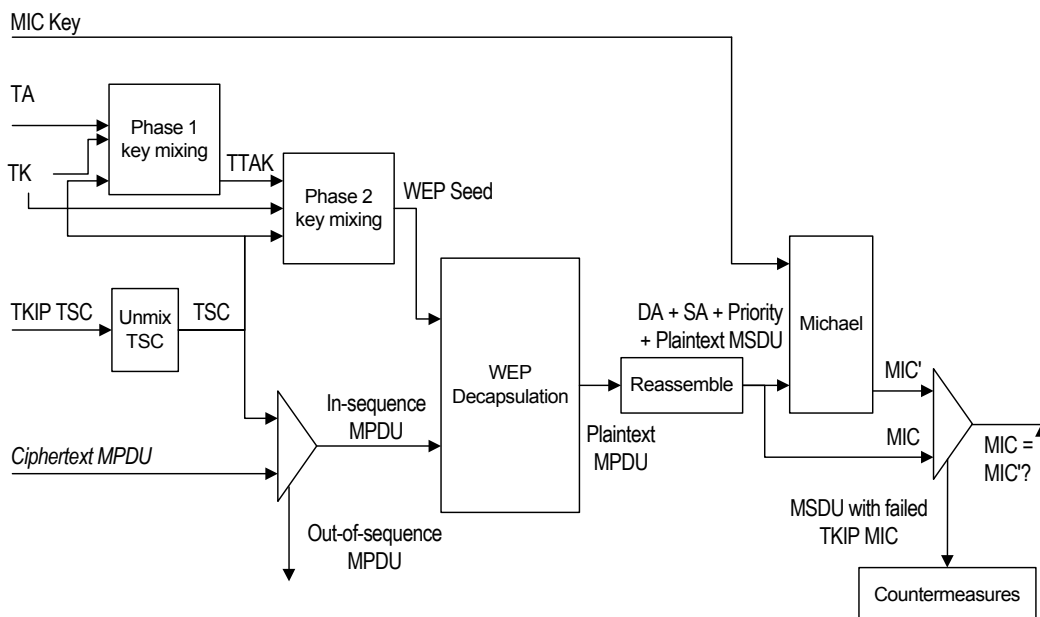 MIC Key
TA
Phase 1
key mixing
TK
TTAK
Phase 2
key mixing
WEP Seed
TKIP TSC
Unmix
TSC
TSC
DA + SA + Priority
+ Plaintext MSDU
Michael
WEP
Decapsulation
Reassemble
MIC'
In-sequence
MPDU
Plaintext
MPDU
MIC
MIC =
MIC'?
Ciphertext MPDU
MSDU with failed
TKIP MIC
Out-of-sequence
MPDU
Countermeasures